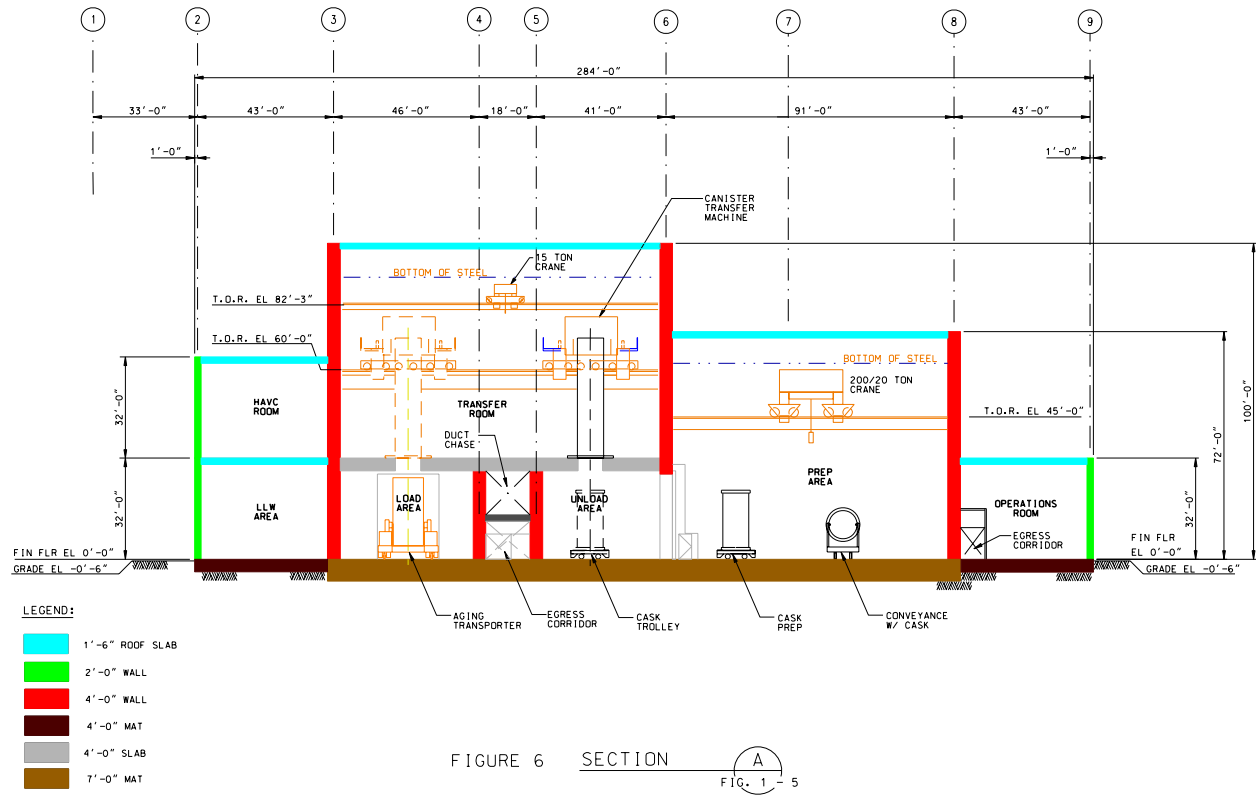 1 2 3 4 5 6 7 8 9
284'-0"
33'-0" 43'-0" 46'-0" 18'-0" 41'-0" 91'-0" 43'-0"
1'-0" 1'-0"
CANISTER
TRANSFER
MACHINE
15 TON
CRANE
BOTTOM OF STEEL
T.O.R. EL 82'-3"
T.O.R. EL 60'-0"
BOTTOM OF STEEL
200/20 TON
CRANE
T.O.R. EL 45'-0"
HAVC
ROOM
TRANSFER
ROOM
DUCT
CHASE
32'-0"
32'-0"
72'-0"
100'-0"
32'-0"
PREP
AREA
LLW
AREA
LOAD
AREA
UNLOAD
AREA
OPERATIONS
ROOM
EGRESS
CORRIDOR
FIN FLR EL 0'-0"
GRADE EL -0'-6"
FIN FLR
EL 0'-0"
GRADE EL -0'-6"
AGING
TRANSPORTER
EGRESS
CORRIDOR
CASK
TROLLEY
CASK
PREP
CONVEYANCE
W/ CASK
LEGEND:
1'-6" ROOF SLAB
2'-0" WALL
4'-0" WALL
4'-0" MAT
4'-0" SLAB
7'-0" MAT
FIGURE 6 SECTION A
FIG. 1 - 5